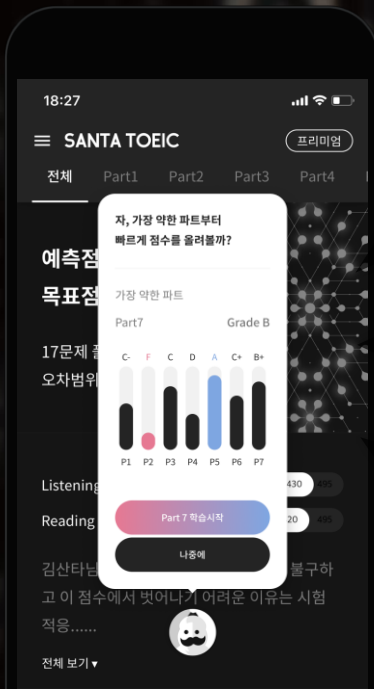 18:27
SANTA TOEIC
프리미엄
전체 Part1 Part2 Part3 Part4
자, 가장 약한 파트부터
빠르게 점수를 올려볼까?
예측점
목표점
가장 약한 파트
Part7 Grade B
17문제
오차범위
C- F C D A C+ B+
P1 P2 P3 P4 P5 P6 P7
Listening 430 495
Reading 20 495
Part 7 학습시작
나중에
김산타님 불구하
고 이 점수에서 벗어나기 어려운 이유는 시험
적응......
전체 보기 ▾